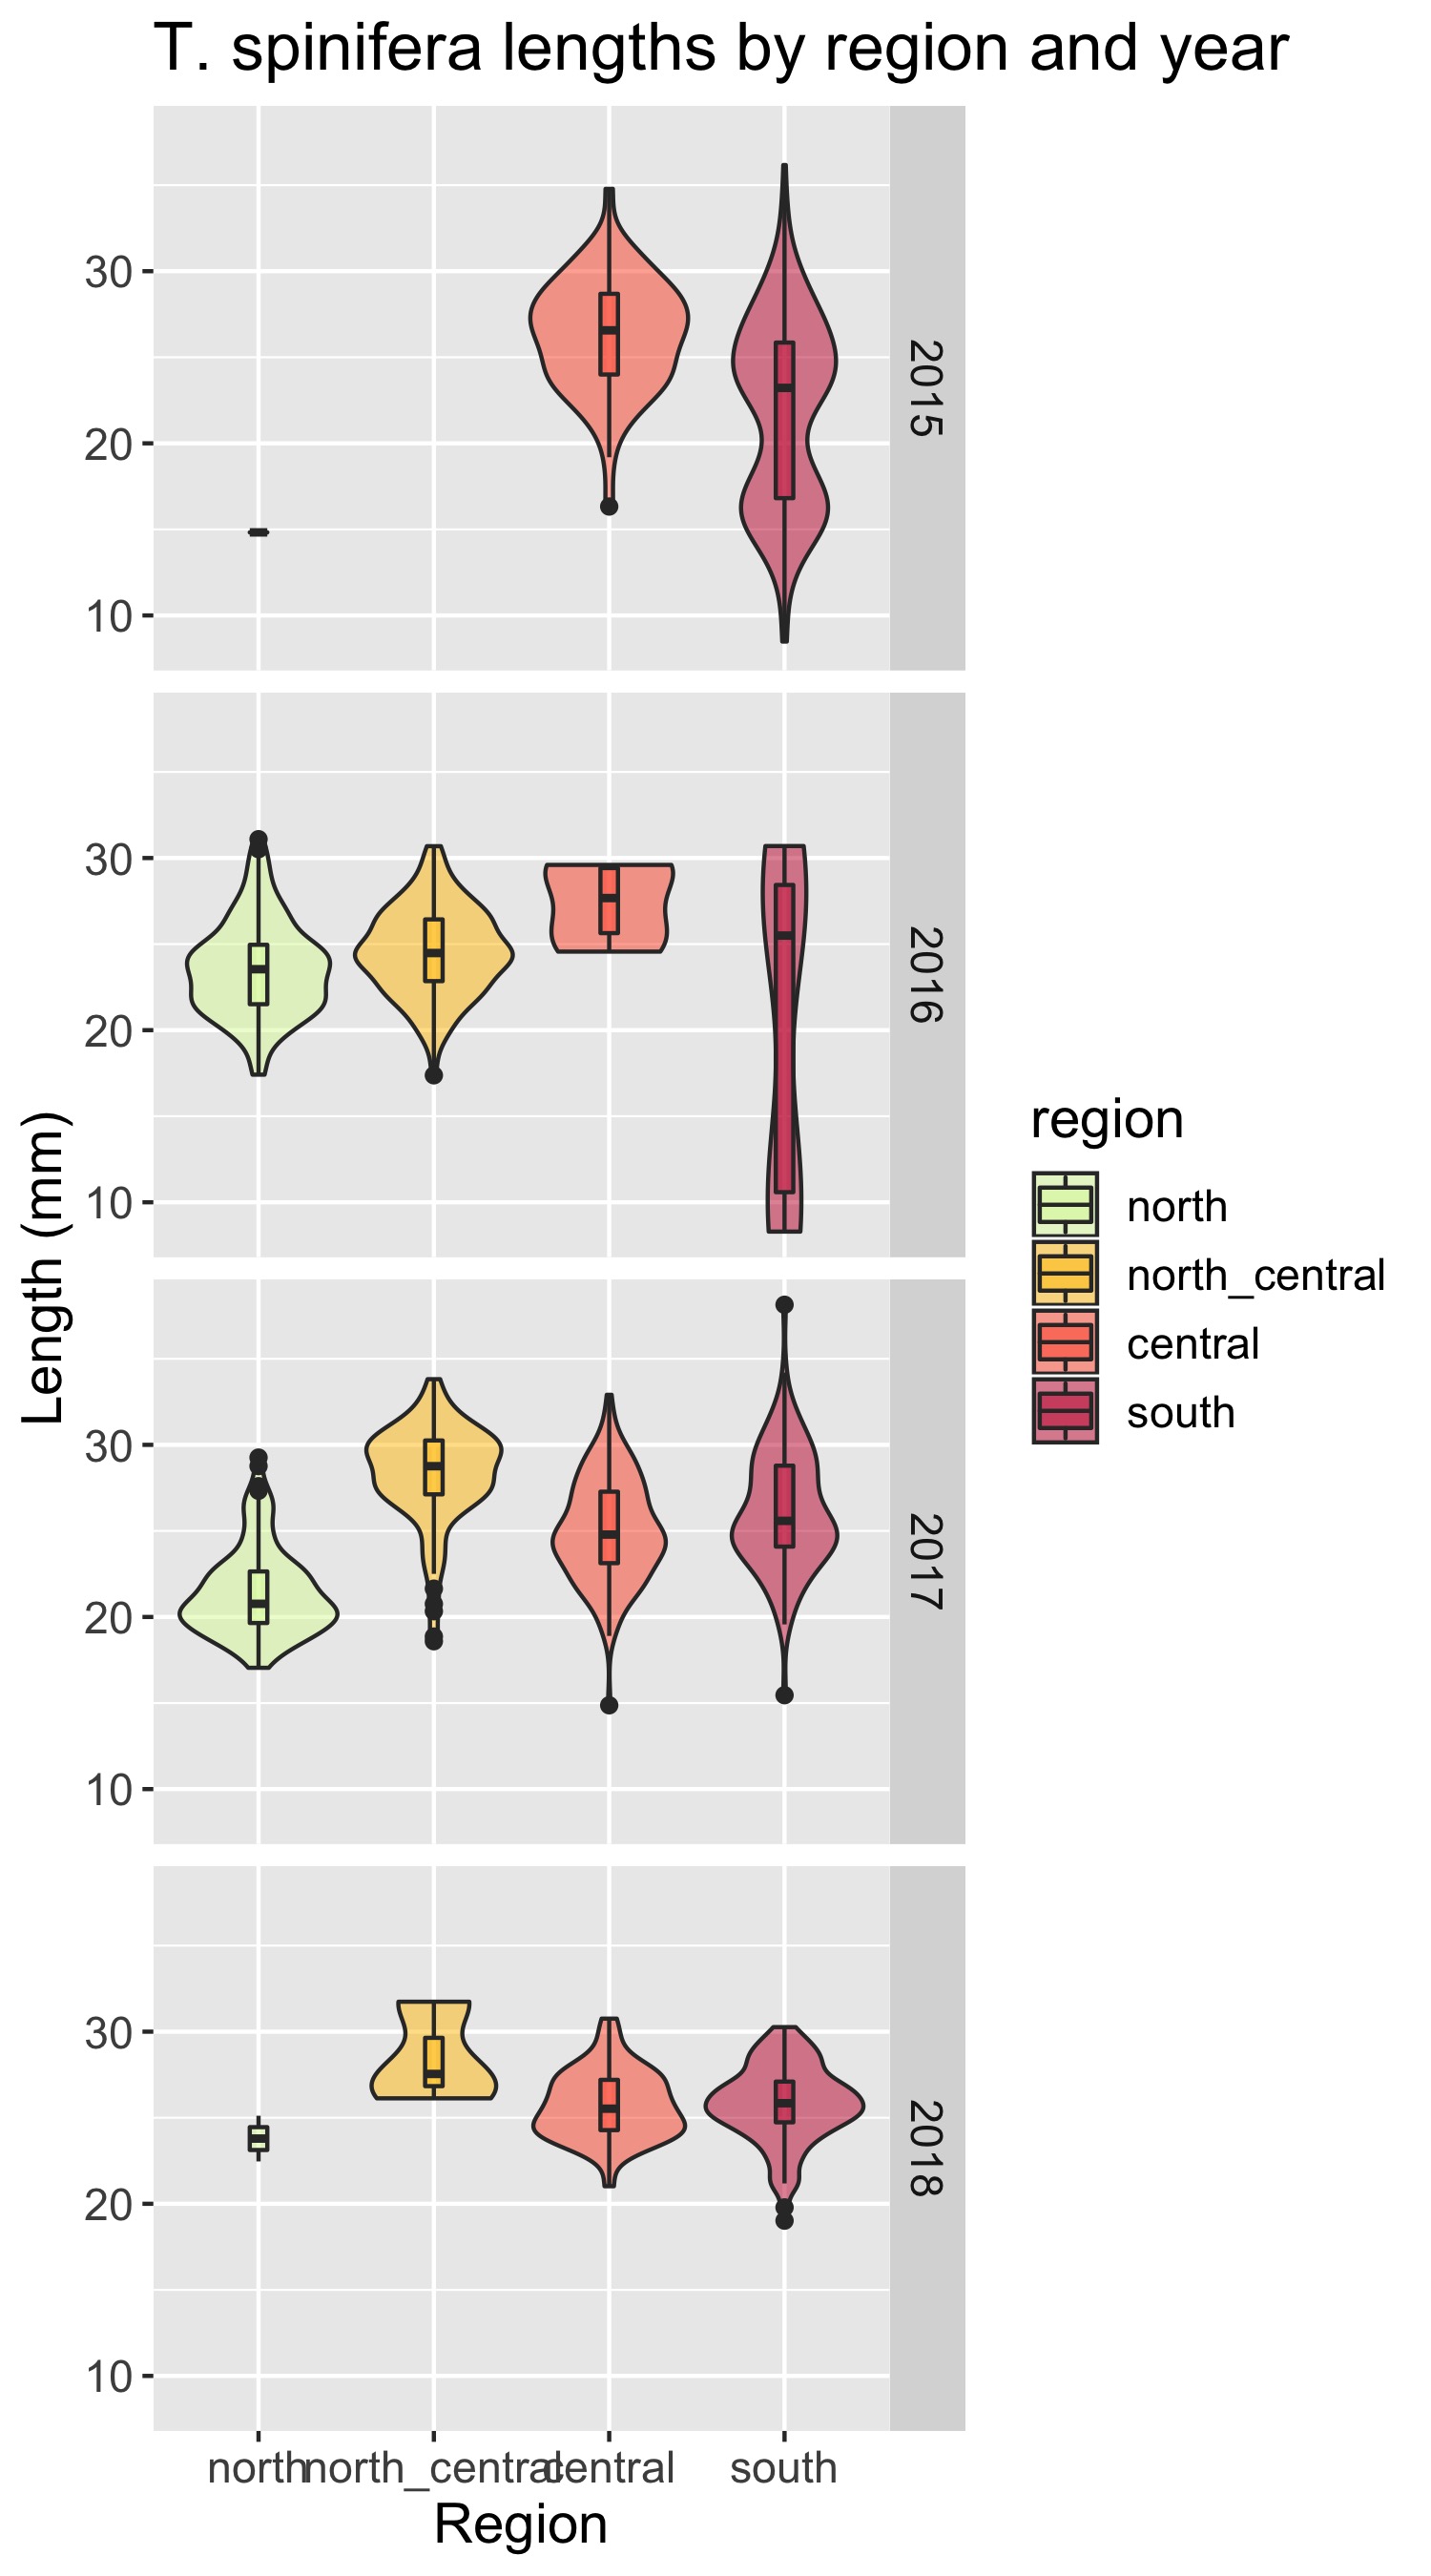 T. spinifera lengths by region and year
Length (mm)
30
20
10
2015
30
20
10
2016
30
20
10
2017
30
20
10
2018
north
north_central
central
south
Region
region
north
north_central
central
south